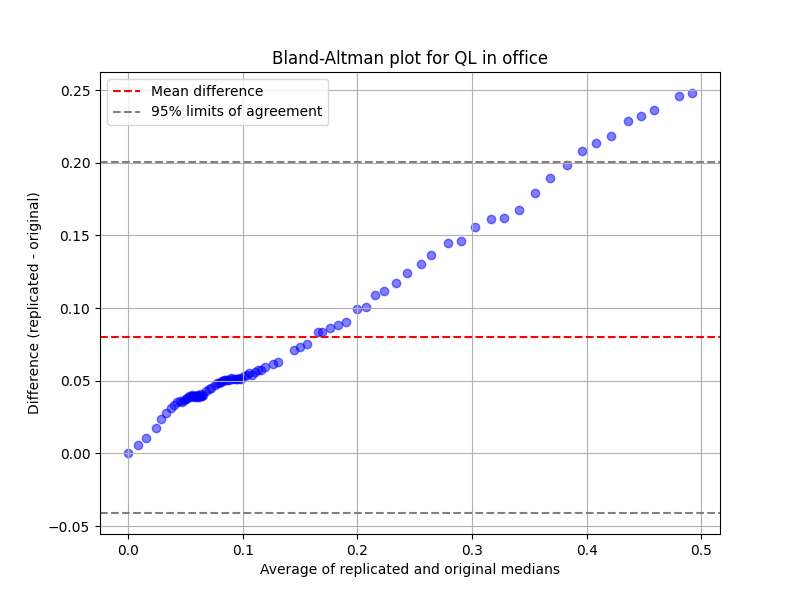 Bland-Altman plot for QL in office
Mean difference
95% limits of agreement
Difference (replicated - original)
0.25
0.20
0.15
0.10
0.05
0.00
−0.05
0.0 0.1 0.2 0.3 0.4 0.5
Average of replicated and original medians